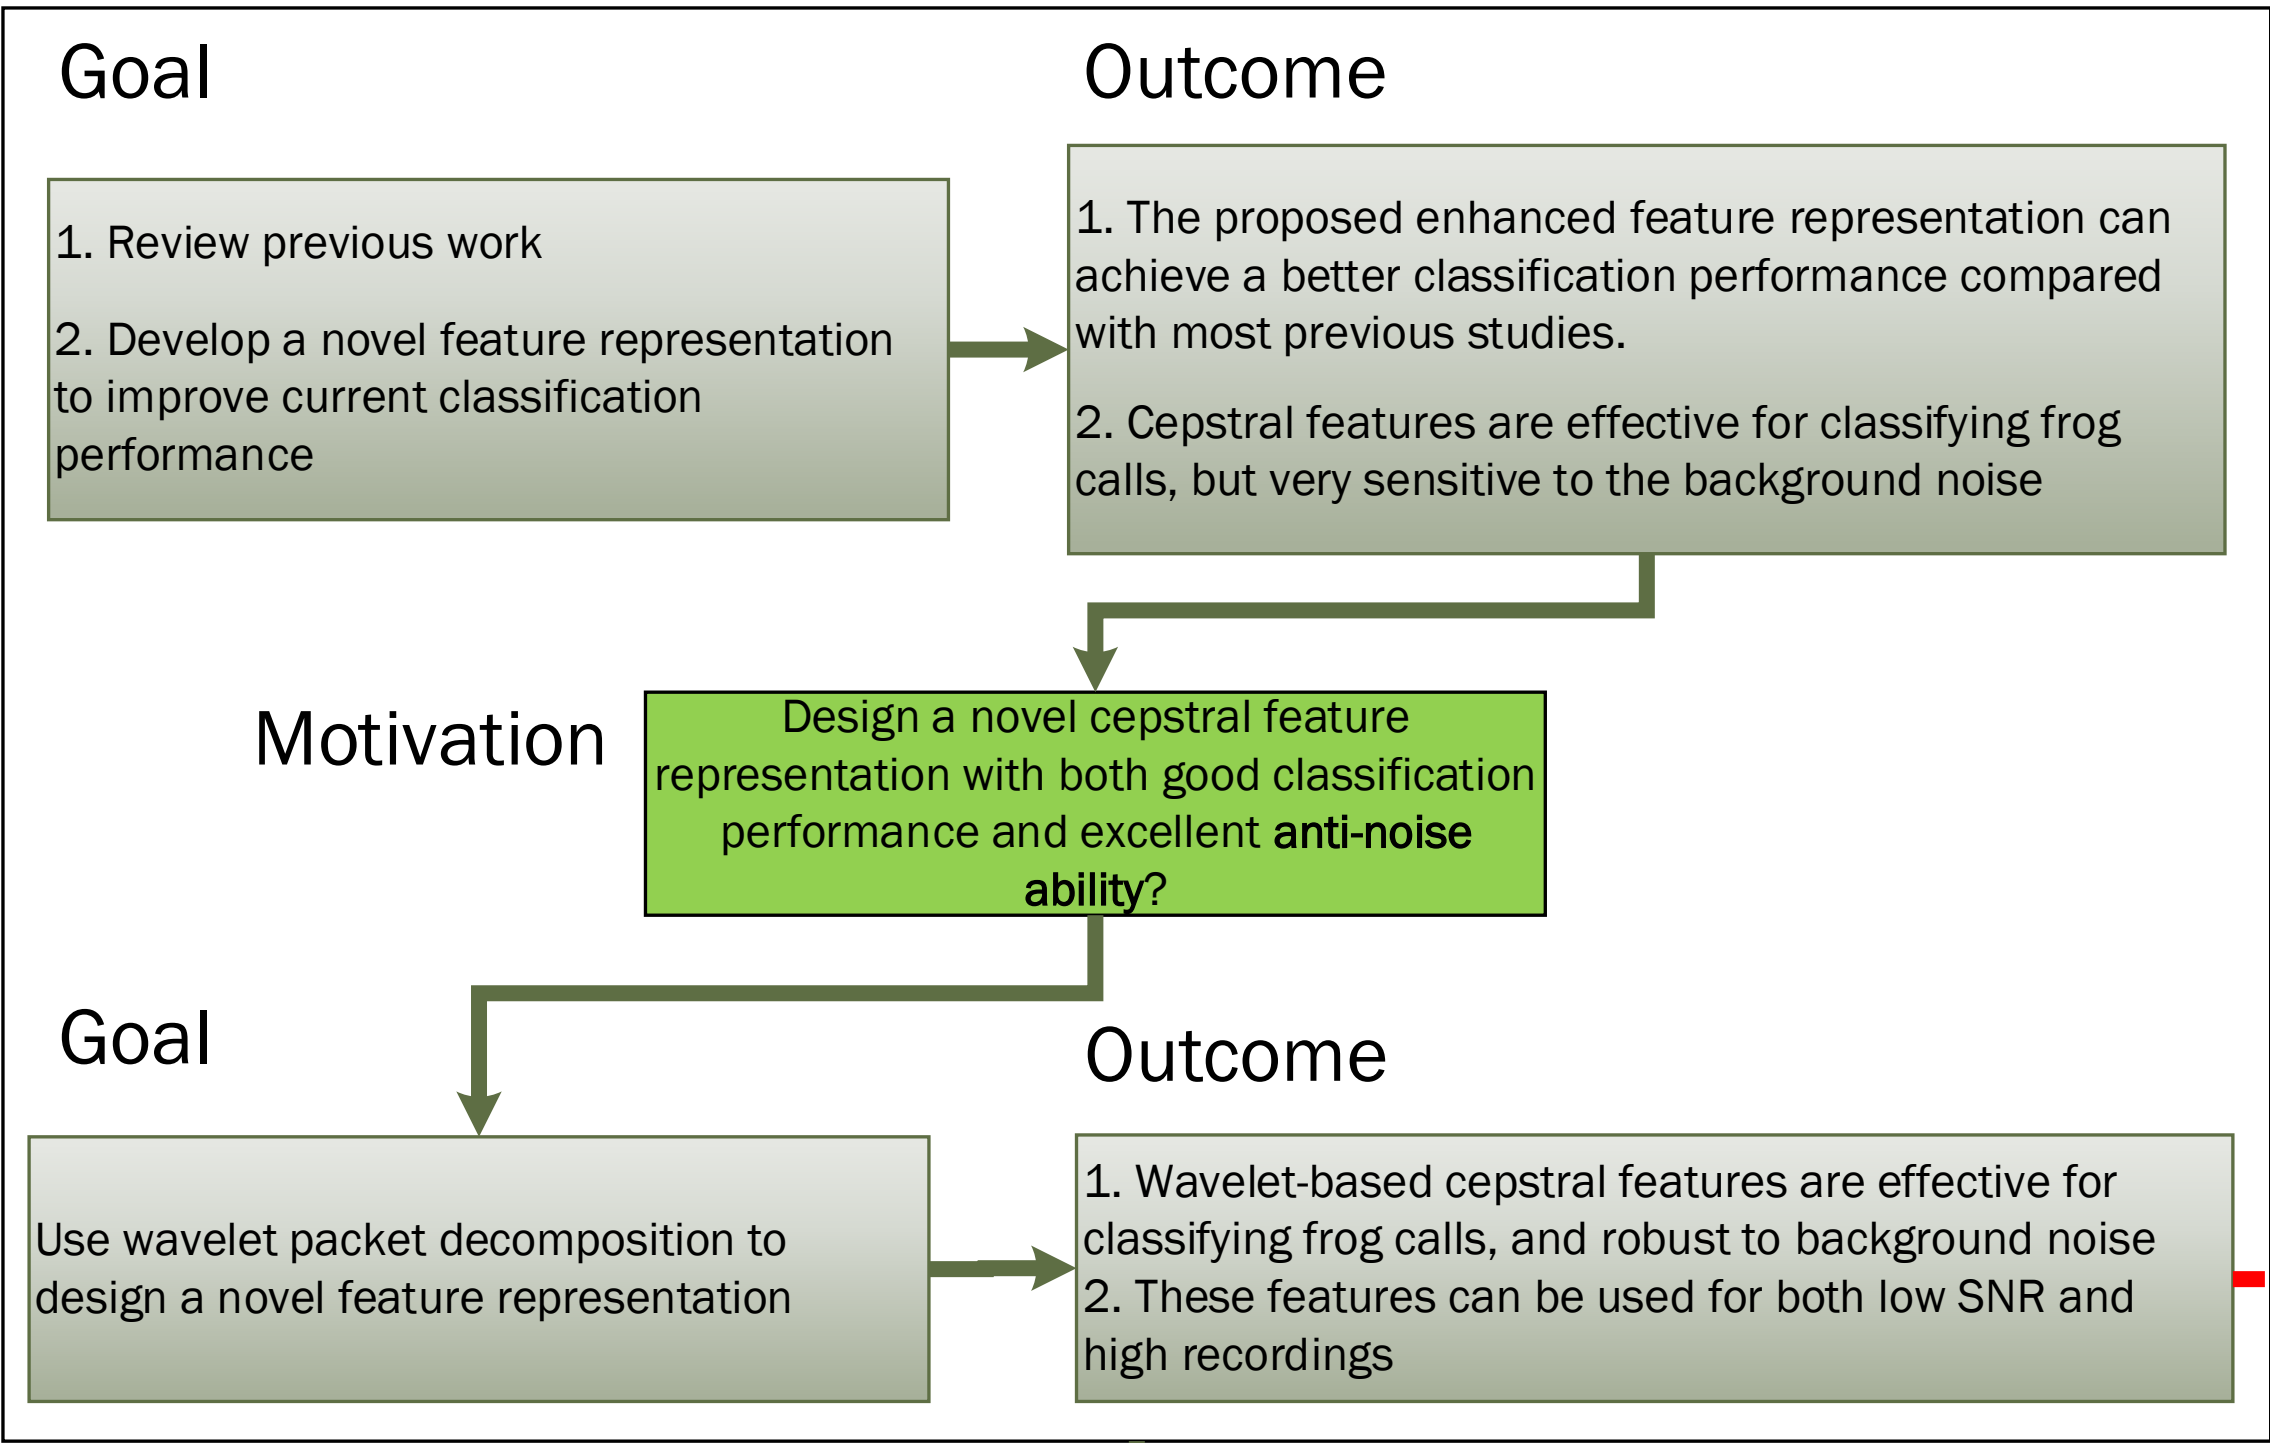 Goal
Outcome
1. Review previous work
2. Develop a novel feature representation
to improve current classification
performance
1. The proposed enhanced feature representation can
achieve a better classification performance compared
with most previous studies.
2. Cepstral features are effective for classifying frog
calls, but very sensitive to the background noise
Motivation
Design a novel cepstral feature
representation with both good classification
performance and excellent anti-noise
ability?
Goal
Outcome
Use wavelet packet decomposition to
design a novel feature representation
1. Wavelet-based cepstral features are effective for
classifying frog calls, and robust to background noise
2. These features can be used for both low SNR and
high recordings